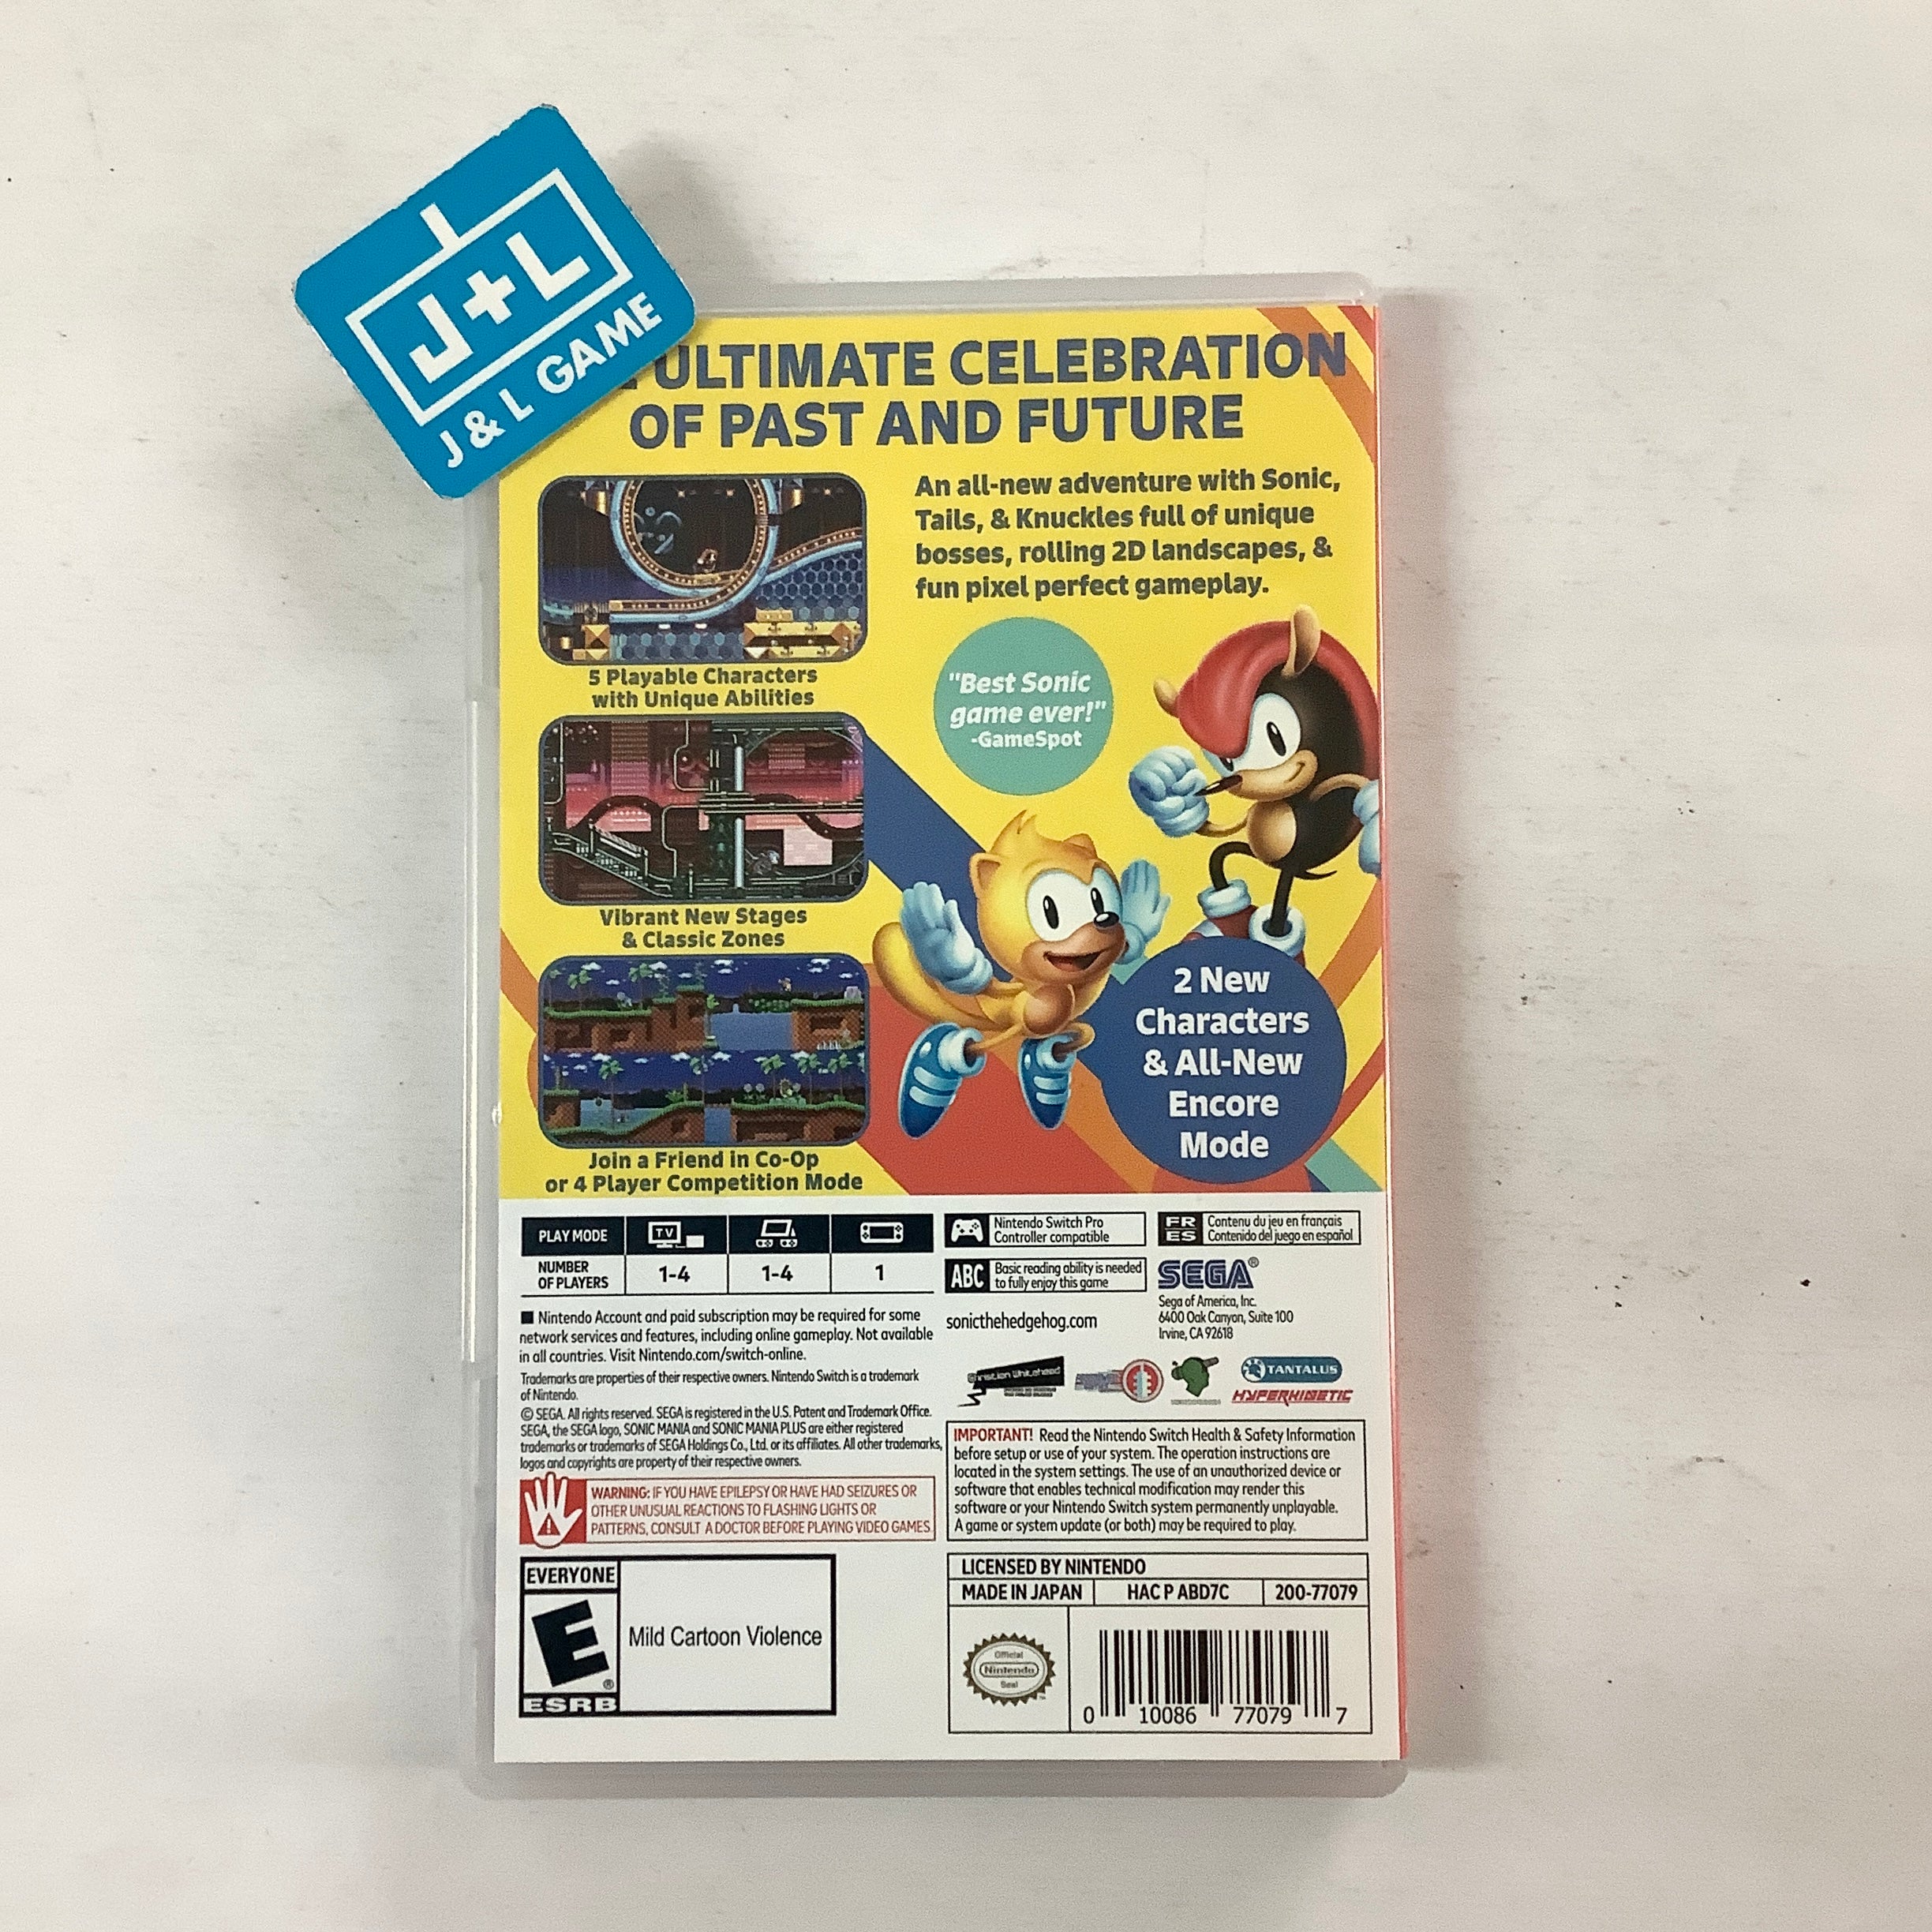 J+L
J & L GAME
ULTIMATE CELEBRATION
OF PAST AND FUTURE
An all-new adventure with Sonic,
Tails, & Knuckles full of unique
bosses, rolling 2D landscapes, &
fun pixel perfect gameplay.
5 Playable Characters
with Unique Abilities
"Best Sonic
game ever!"
-GameSpot
Vibrant New Stages
& Classic Zones
2 New
Characters
& All-New
Encore
Mode
Join a Friend in Co-Op
or 4 Player Competition Mode
PLAY MODE
TV
NUMBER
OF PLAYERS
1-4
1-4
1
Nintendo Switch Pro
Controller compatible
FR
ES
Contenu du jeu en français
Contenido del juego en español
ABC
Basic reading ability is needed
to fully enjoy this game
SEGA®
Sega of America, Inc.
6400 Oak Canyon, Suite 100
Irvine, CA 92618
sonicthehedgehog.com
■ Nintendo Account and paid subscription may be required for some
network services and features, including online gameplay. Not available
in all countries. Visit Nintendo.com/switch-online.
Trademarks are properties of their respective owners. Nintendo Switch is a trademark
of Nintendo.
© SEGA. All rights reserved. SEGA is registered in the U.S. Patent and Trademark Office.
SEGA, the SEGA logo, SONIC MANIA and SONIC MANIA PLUS are either registered
trademarks or trademarks of SEGA Holdings Co., Ltd. or its affiliates. All other trademarks,
logos and copyrights are property of their respective owners.
Christian Whitehead
TANTALUS
HYPERKINETIC
WARNING: IF YOU HAVE EPILEPSY OR HAVE HAD SEIZURES OR
OTHER UNUSUAL REACTIONS TO FLASHING LIGHTS OR
PATTERNS, CONSULT A DOCTOR BEFORE PLAYING VIDEO GAMES.
IMPORTANT! Read the Nintendo Switch Health & Safety Information
before setup or use of your system. The operation instructions are
located in the system settings. The use of an unauthorized device or
software that enables technical modification may render this
software or your Nintendo Switch system permanently unplayable.
A game or system update (or both) may be required to play.
EVERYONE
E
®
ESRB
Mild Cartoon Violence
LICENSED BY NINTENDO
MADE IN JAPAN
HAC P ABD7C
200-77079
Official
Nintendo
Seal
™
0 10086 77079 7